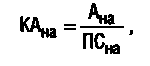 КАна = Ана / ПСна ,